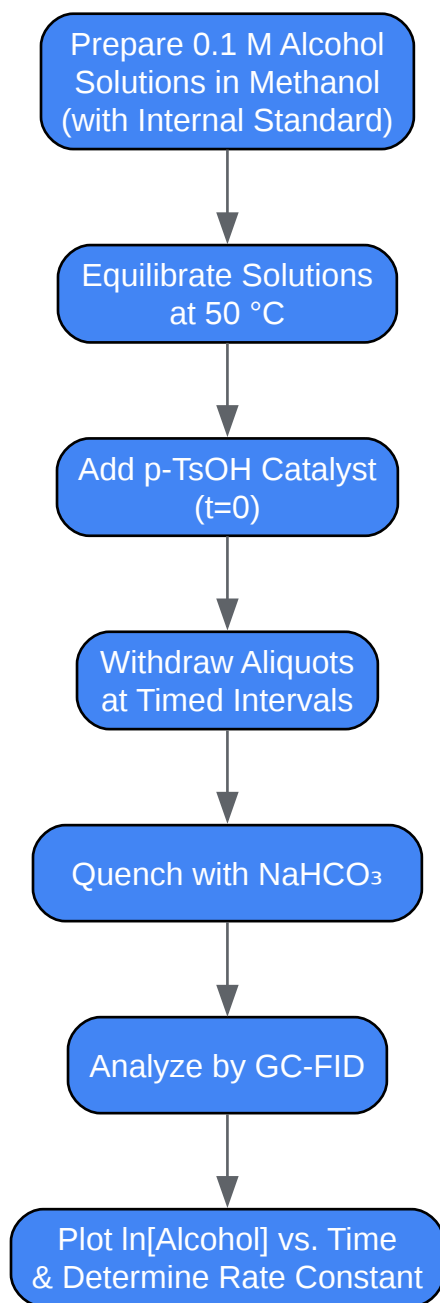 Prepare 0.1 M Alcohol
Solutions in Methanol
(with Internal Standard)
Equilibrate Solutions
at 50 °C
Add p-TsOH Catalyst
(t=0)
Withdraw Aliquots
at Timed Intervals
Quench with NaHCO₃
Analyze by GC-FID
Plot ln[Alcohol] vs. Time
& Determine Rate Constant